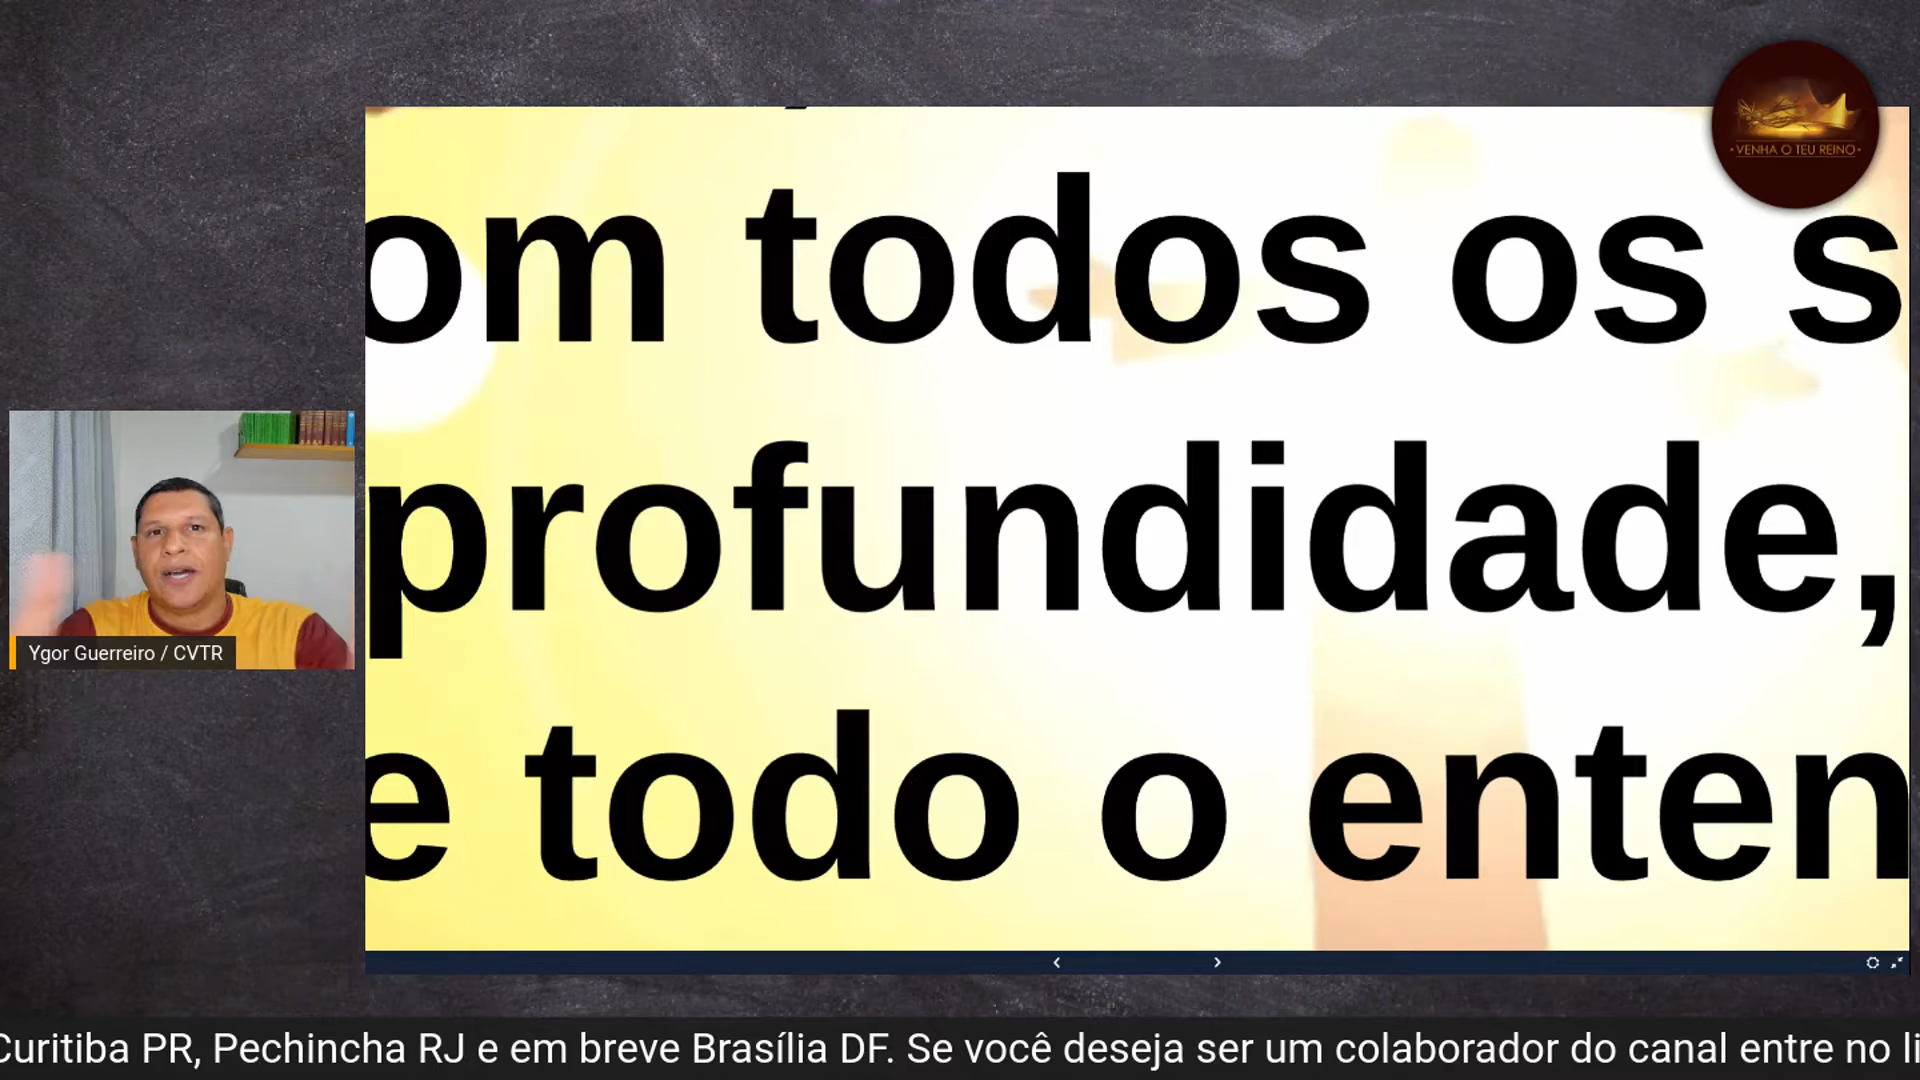 • VENHA O TEU REINO •
om todos os s
profundidade,
e todo o enten
Ygor Guerreiro / CVTR
Curitiba PR, Pechincha RJ e em breve Brasília DF. Se você deseja ser um colaborador do canal entre no li